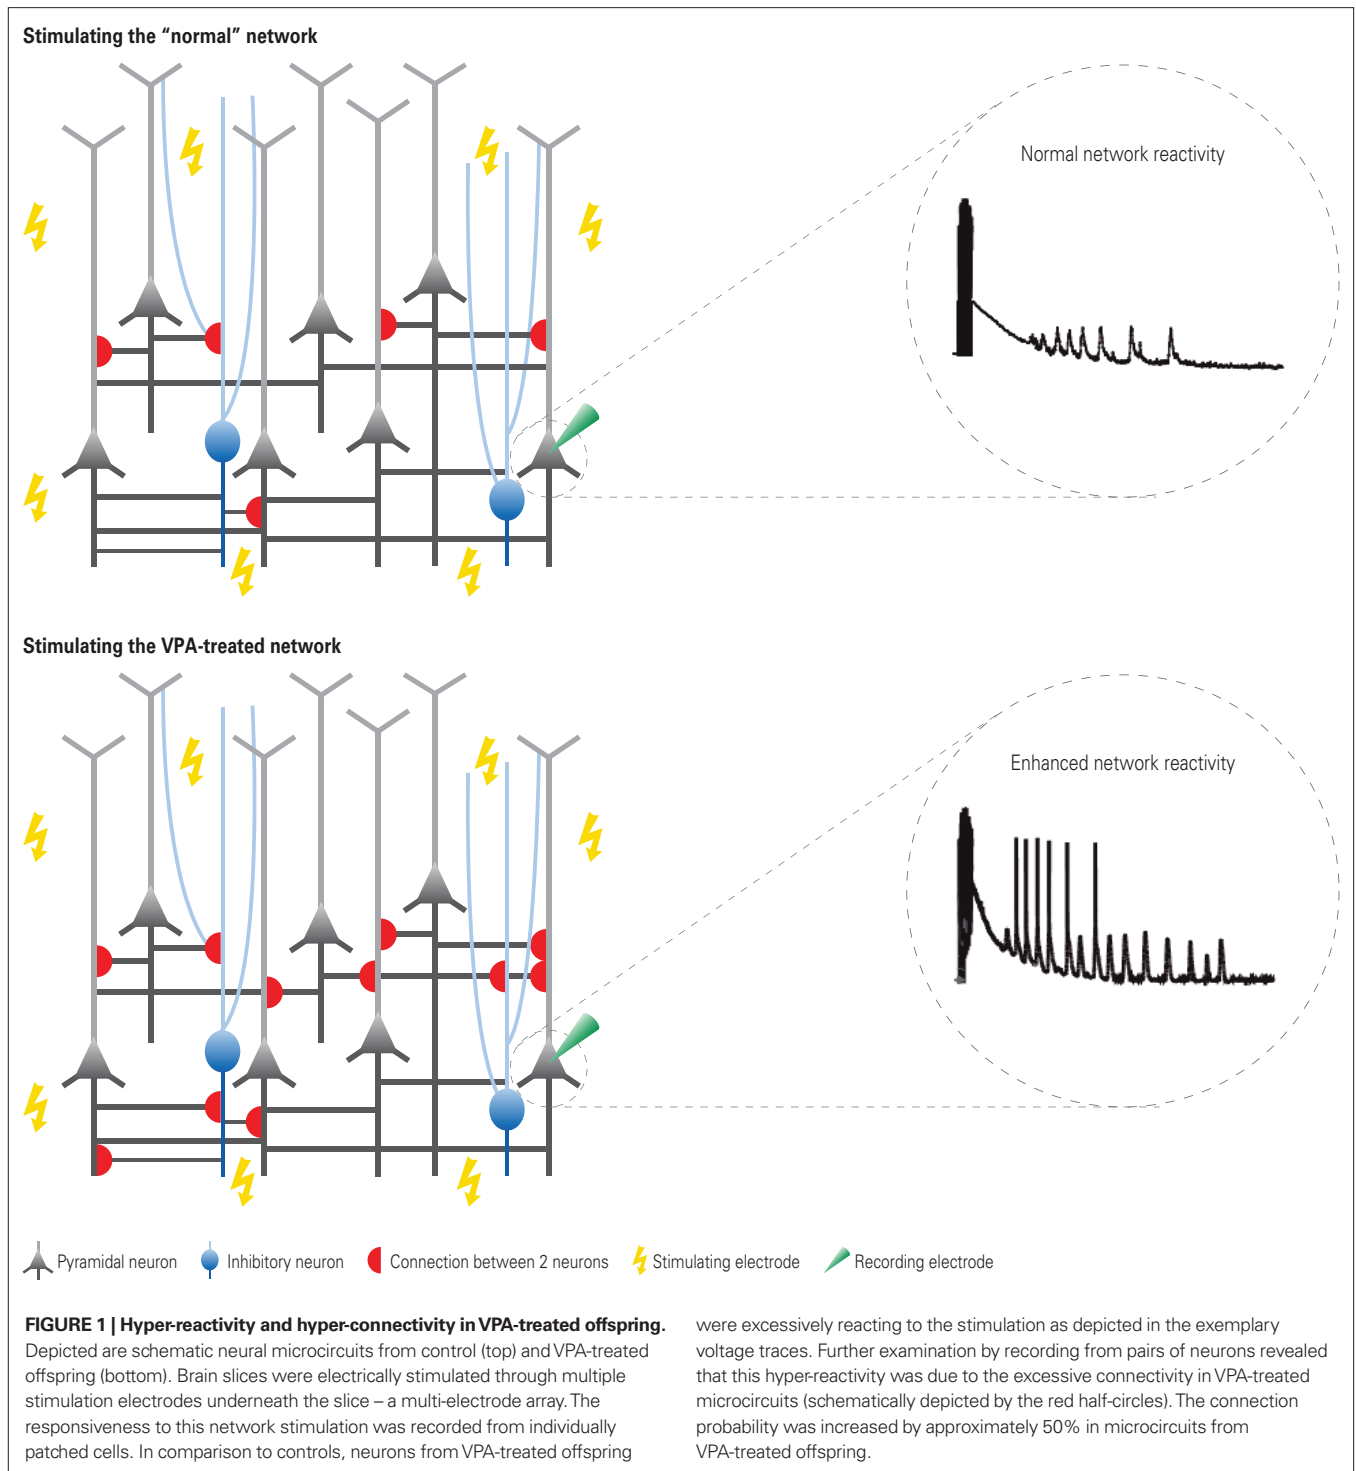 Stimulating the “normal” network
Normal network reactivity
Stimulating the VPA-treated network
Enhanced network reactivity
Pyramidal neuron
Inhibitory neuron
Connection between 2 neurons
Stimulating electrode
Recording electrode
FIGURE 1 | Hyper-reactivity and hyper-connectivity in VPA-treated offspring.
Depicted are schematic neural microcircuits from control (top) and VPA-treated
offspring (bottom). Brain slices were electrically stimulated through multiple
stimulation electrodes underneath the slice – a multi-electrode array. The
responsiveness to this network stimulation was recorded from individually
patched cells. In comparison to controls, neurons from VPA-treated offspring
were excessively reacting to the stimulation as depicted in the exemplary
voltage traces. Further examination by recording from pairs of neurons revealed
that this hyper-reactivity was due to the excessive connectivity in VPA-treated
microcircuits (schematically depicted by the red half-circles). The connection
probability was increased by approximately 50% in microcircuits from
VPA-treated offspring.